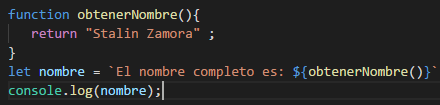 function obtenerNombre(){
   return "Stalin Zamora" ;
}
let nombre = `El nombre completo es: ${obtenerNombre()}`
console.log(nombre);